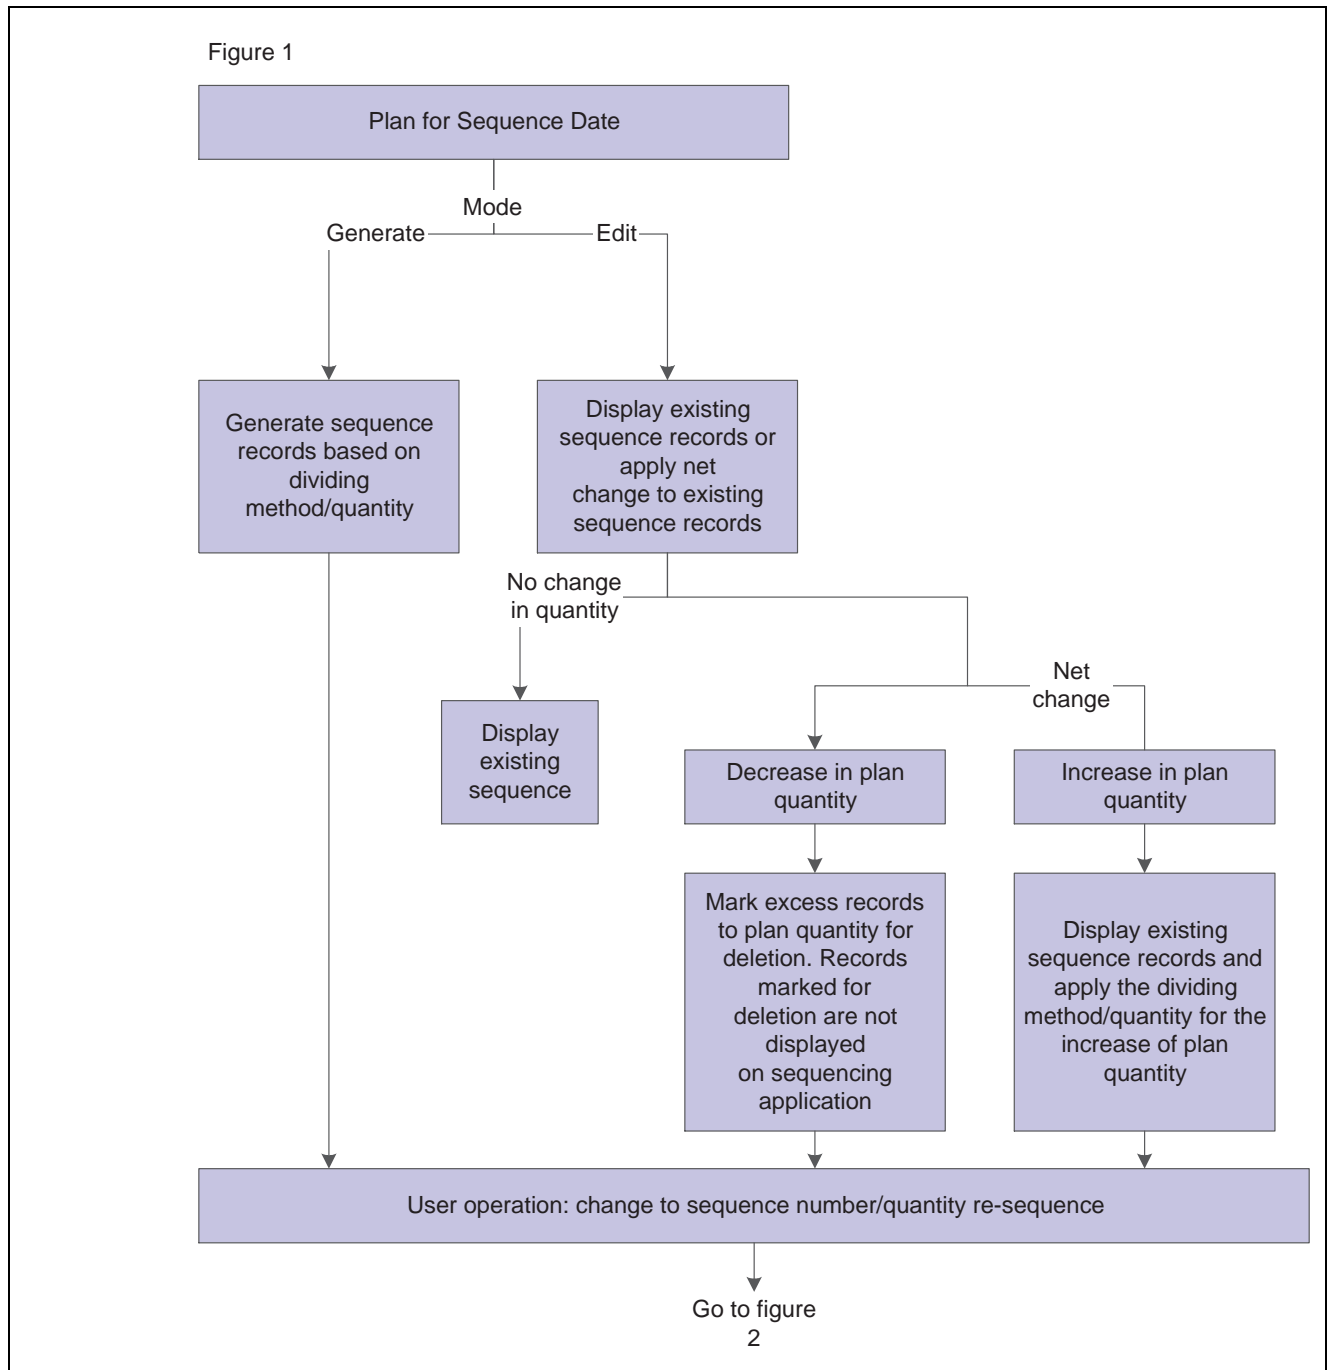 Figure 1
Plan for Sequence Date
Mode
Generate
Edit
Generate sequence
records based on
dividing
method/quantity
Display existing
sequence records or
apply net
change to existing
sequence records
No change
in quantity
Net
change
Display
existing
sequence
Decrease in plan
quantity
Increase in plan
quantity
Mark excess records
to plan quantity for
deletion. Records
marked for
deletion are not
displayed
on sequencing
application
Display existing
sequence records and
apply the dividing
method/quantity for the
increase of plan
quantity
User operation: change to sequence number/quantity re-sequence
Go to figure
2